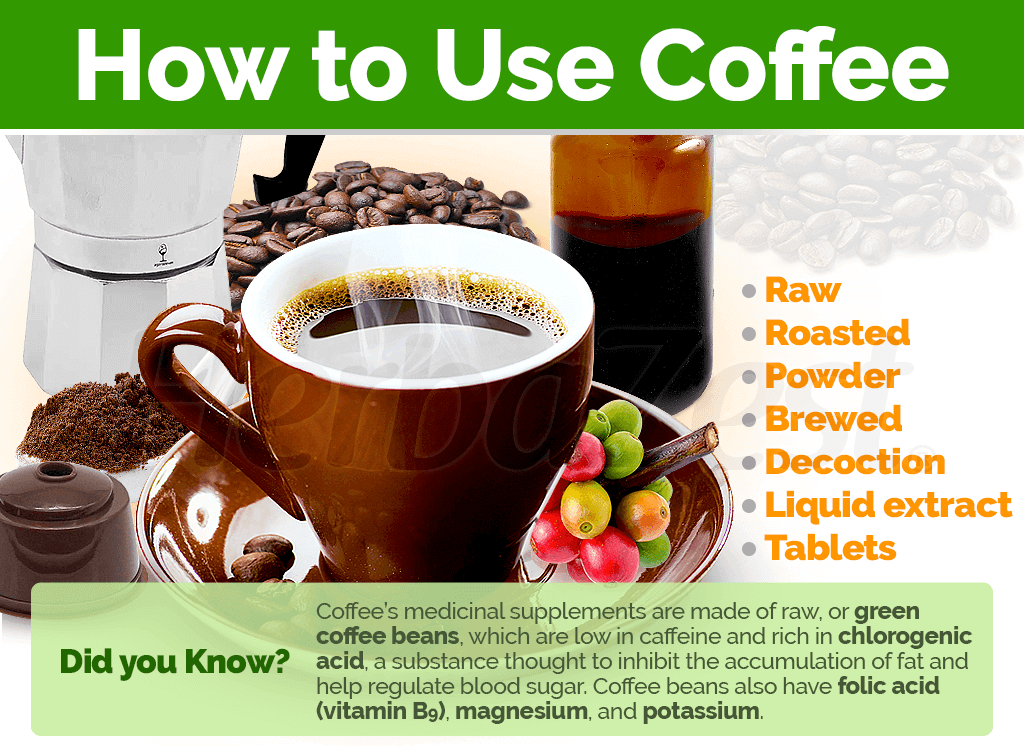 How to Use Coffee
Raw
Roasted
Powder
Brewed
Decoction
Liquid extract
Tablets
HerbaZest®
Did you Know?
Coffee's medicinal supplements are made of raw, or green
coffee beans, which are low in caffeine and rich in chlorogenic
acid, a substance thought to inhibit the accumulation of fat and
help regulate blood sugar. Coffee beans also have folic acid
(vitamin B9), magnesium, and potassium.